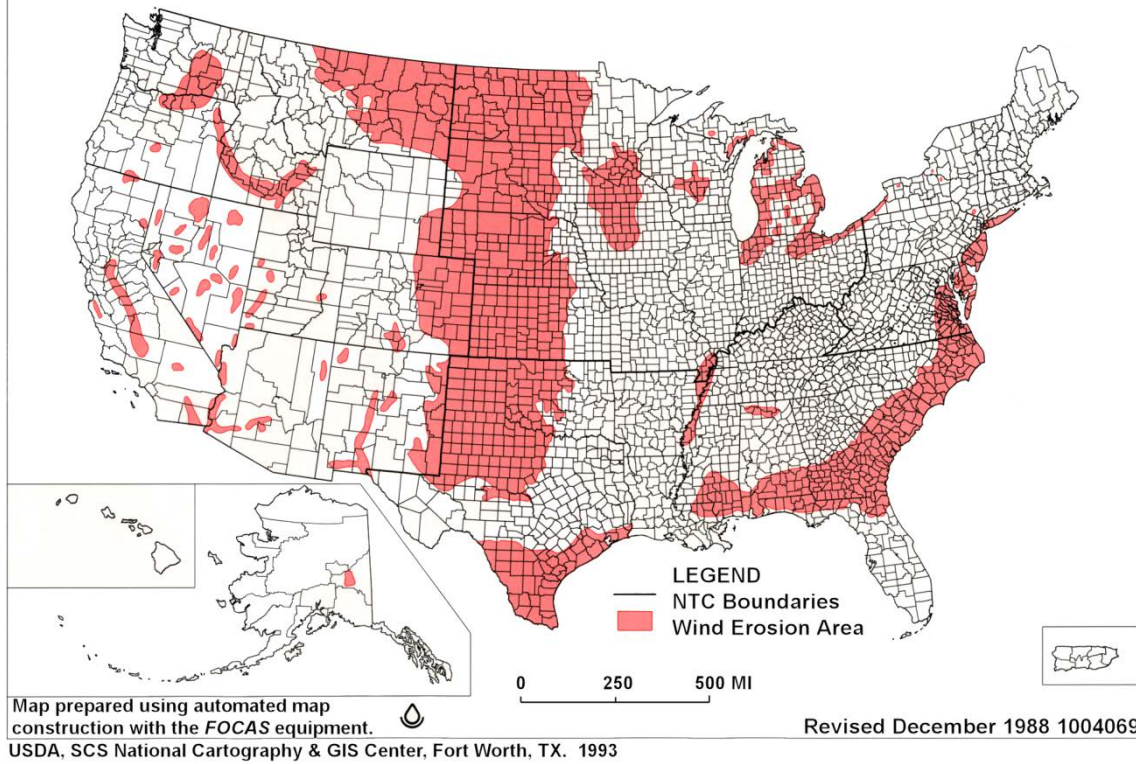 LEGEND
NTC Boundaries
Wind Erosion Area
0 250 500 MI
Map prepared using automated map
construction with the FOCAS equipment.
Revised December 1988 1004069
USDA, SCS National Cartography & GIS Center, Fort Worth, TX. 1993